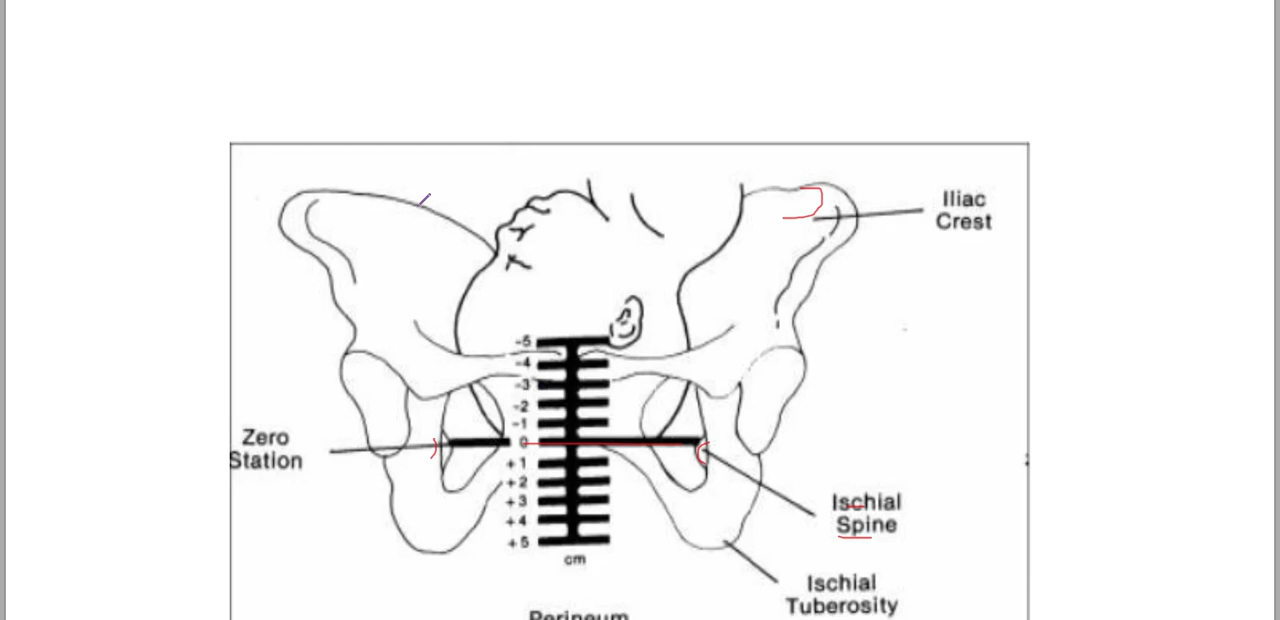 Iliac
Crest
-5
-4
-3
-2
-1
0
+1
+2
+3
+4
+5
cm
Zero
Station
Ischial
Spine
Ischial
Tuberosity
Perineum